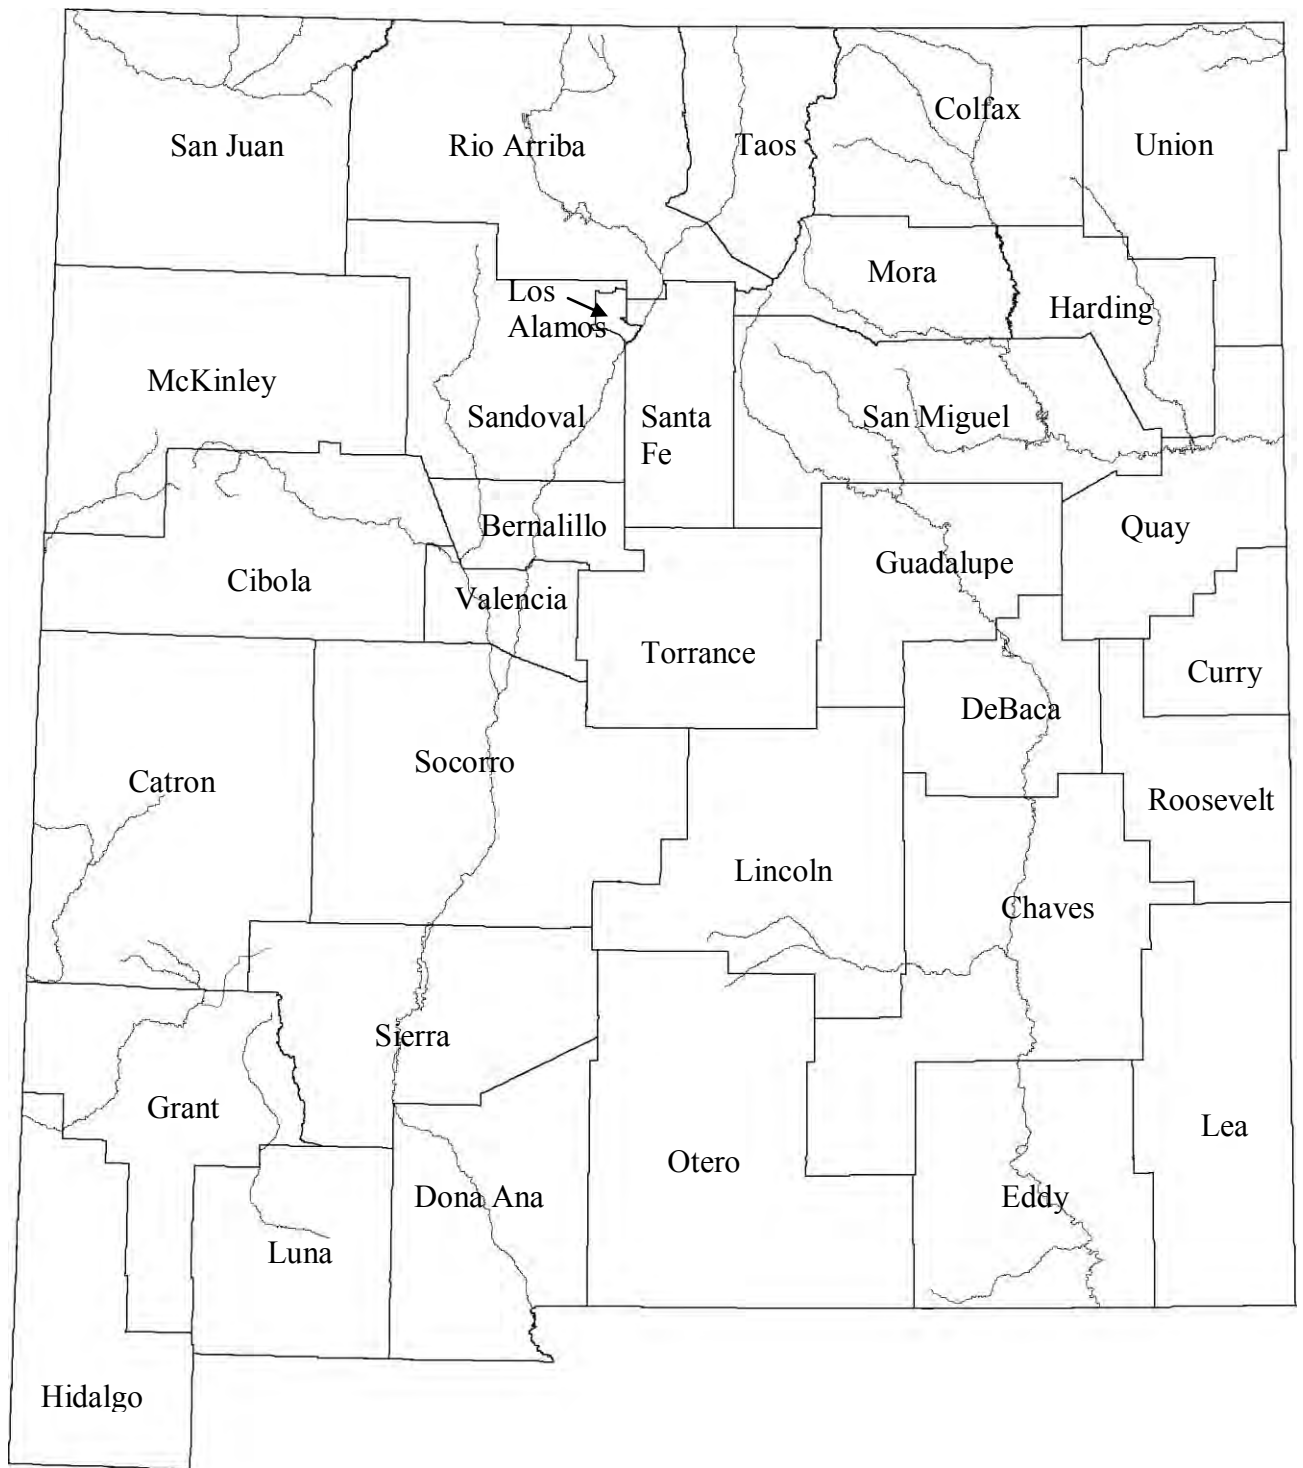 Colfax
San Juan
Rio Arriba
Taos
Union
Mora
Los
Alamos
Harding
McKinley
Sandoval
Santa
Fe
San Miguel
Bernalillo
Quay
Guadalupe
Cibola
Valencia
Torrance
Curry
DeBaca
Socorro
Catron
Roosevelt
Lincoln
Chaves
Sierra
Grant
Lea
Otero
Dona Ana
Eddy
Luna
Hidalgo